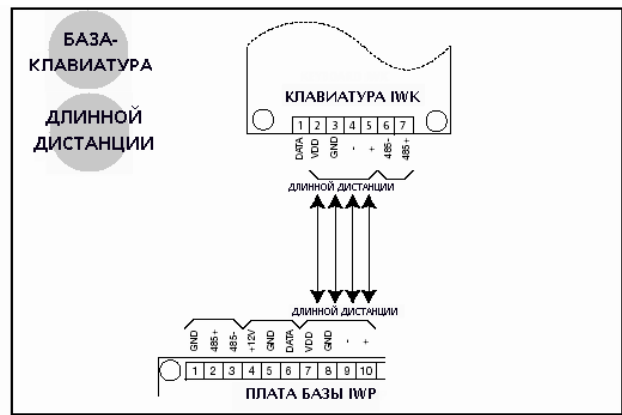 БАЗА-
КЛАВИАТУРА
ДЛИННОЙ
ДИСТАНЦИИ
КЛАВИАТУРА IWK
1 2 3 4 5 6 7
DATA VDD GND - + 485- 485+
ДЛИННОЙ ДИСТАНЦИИ
ДЛИННОЙ ДИСТАНЦИИ
GND 485+ 485- +12V GND DATA VDD GND - +
1 2 3 4 5 6 7 8 9 10
ПЛАТА БАЗЫ IWP